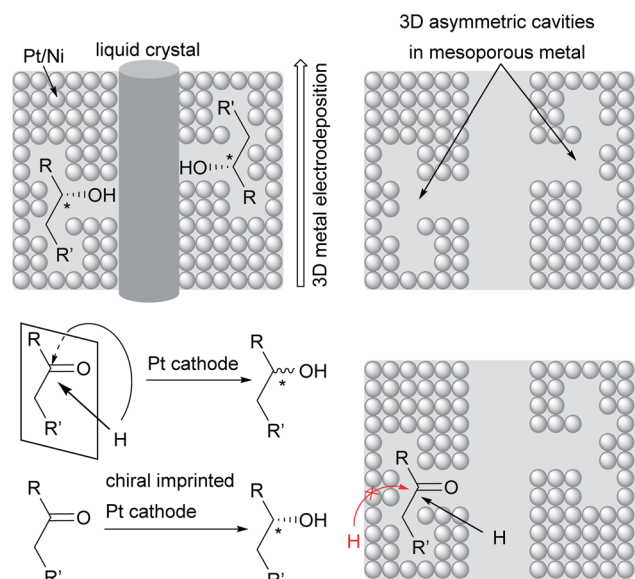 Pt/Ni
liquid crystal
3D asymmetric cavities
in mesoporous metal
R'
HO
*
R
R
OH
*
R'
3D metal electrodeposition
R
O
R'
H
Pt cathode
R
OH
*
R'
R
O
R'
chiral imprinted
Pt cathode
R
OH
*
R'
R
O
H
H
R'